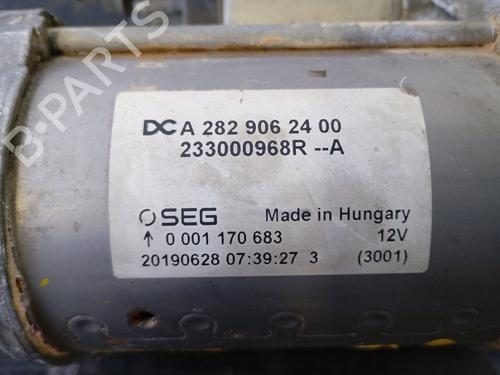 DC A 282 906 24 00
233000968R --A
SEG Made in Hungary
↑ 0 001 170 683 12V
20190628 07:39:27 3 (3001)
B-PARTS